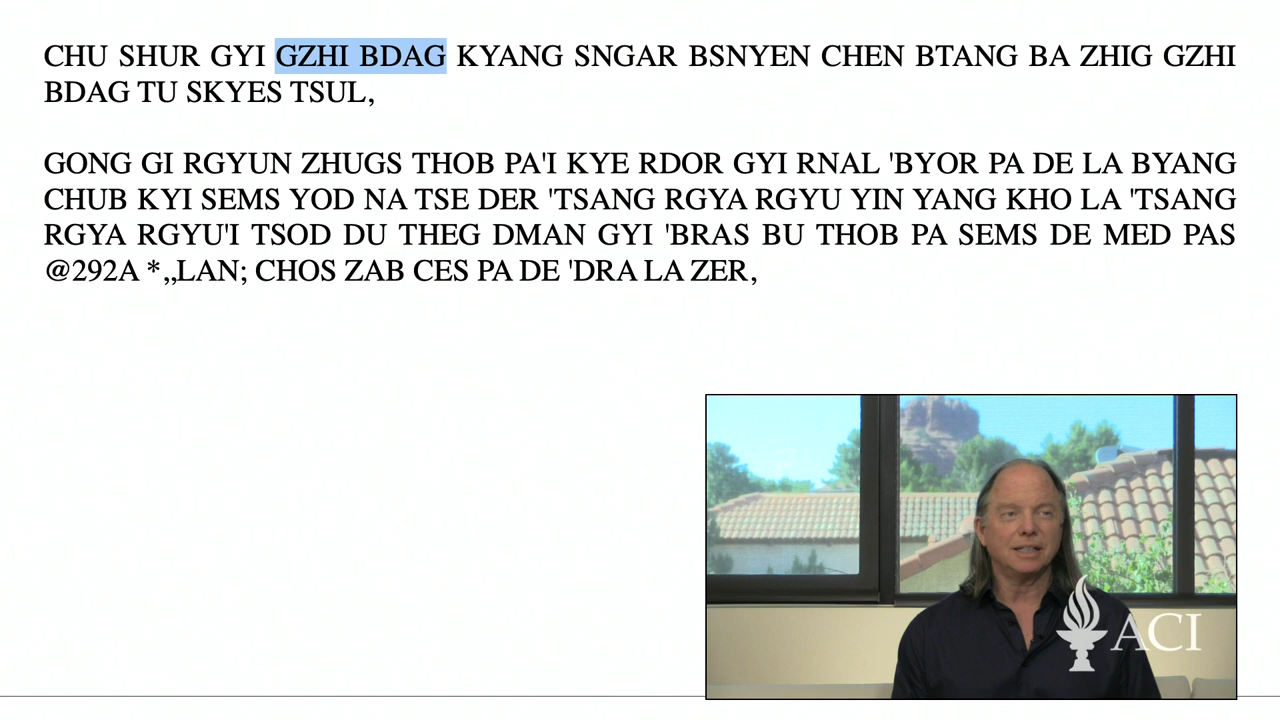 CHU SHUR GYI GZHI BDAG KYANG SNGAR BSNYEN CHEN BTANG BA ZHIG GZHI
BDAG TU SKYES TSUL,
GONG GI RGYUN ZHUGS THOB PA'I KYE RDOR GYI RNAL 'BYOR PA DE LA BYANG
CHUB KYI SEMS YOD NA TSE DER 'TSANG RGYA RGYU YIN YANG KHO LA 'TSANG
RGYA RGYU'I TSOD DU THEG DMAN GYI 'BRAS BU THOB PA SEMS DE MED PAS
@292A *,,LAN; CHOS ZAB CES PA DE 'DRA LA ZER,
ACI